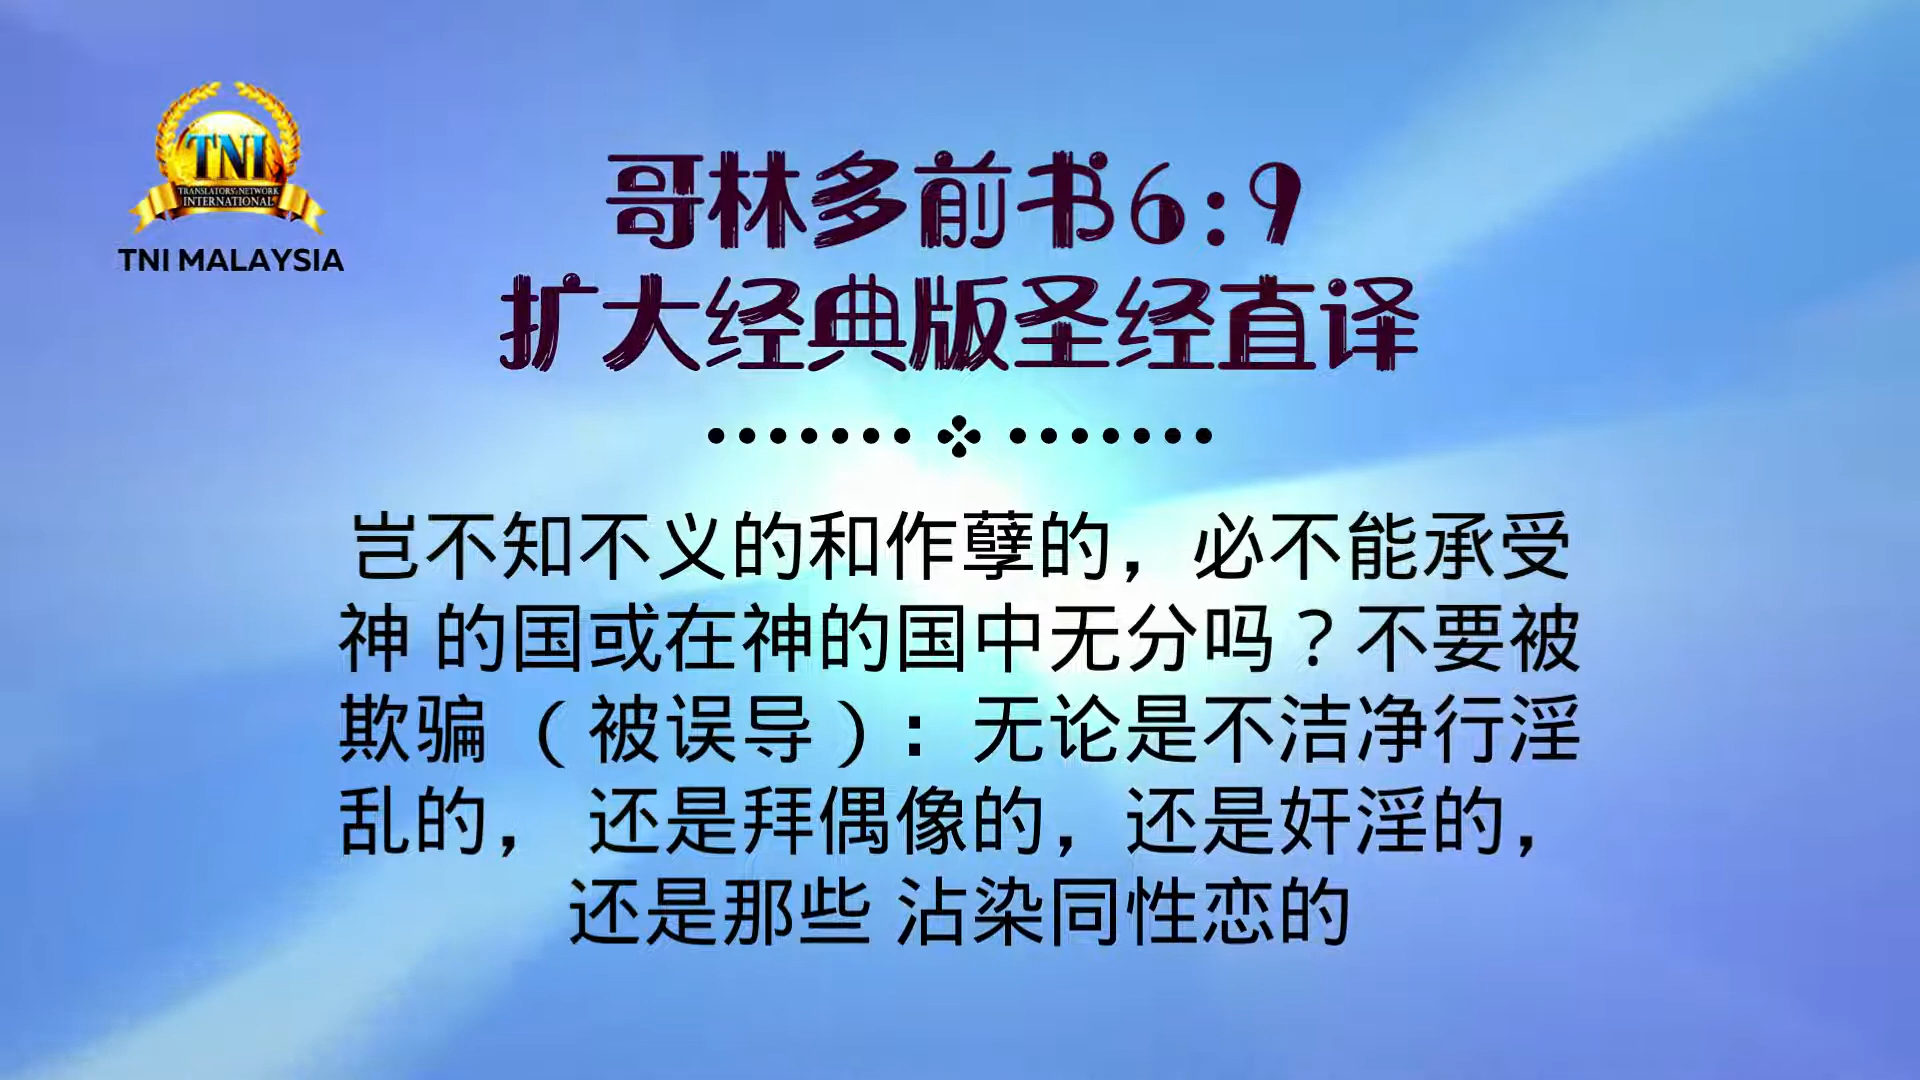 TNI
TRANSLATORS' NETWORK
INTERNATIONAL
TNI MALAYSIA
哥林多前书6:9
扩大经典版圣经直译
岂不知不义的和作孽的，必不能承受
神 的国或在神的国中无分吗？不要被
欺骗 （被误导）：无论是不洁净行淫
乱的， 还是拜偶像的，还是奸淫的，
还是那些 沾染同性恋的